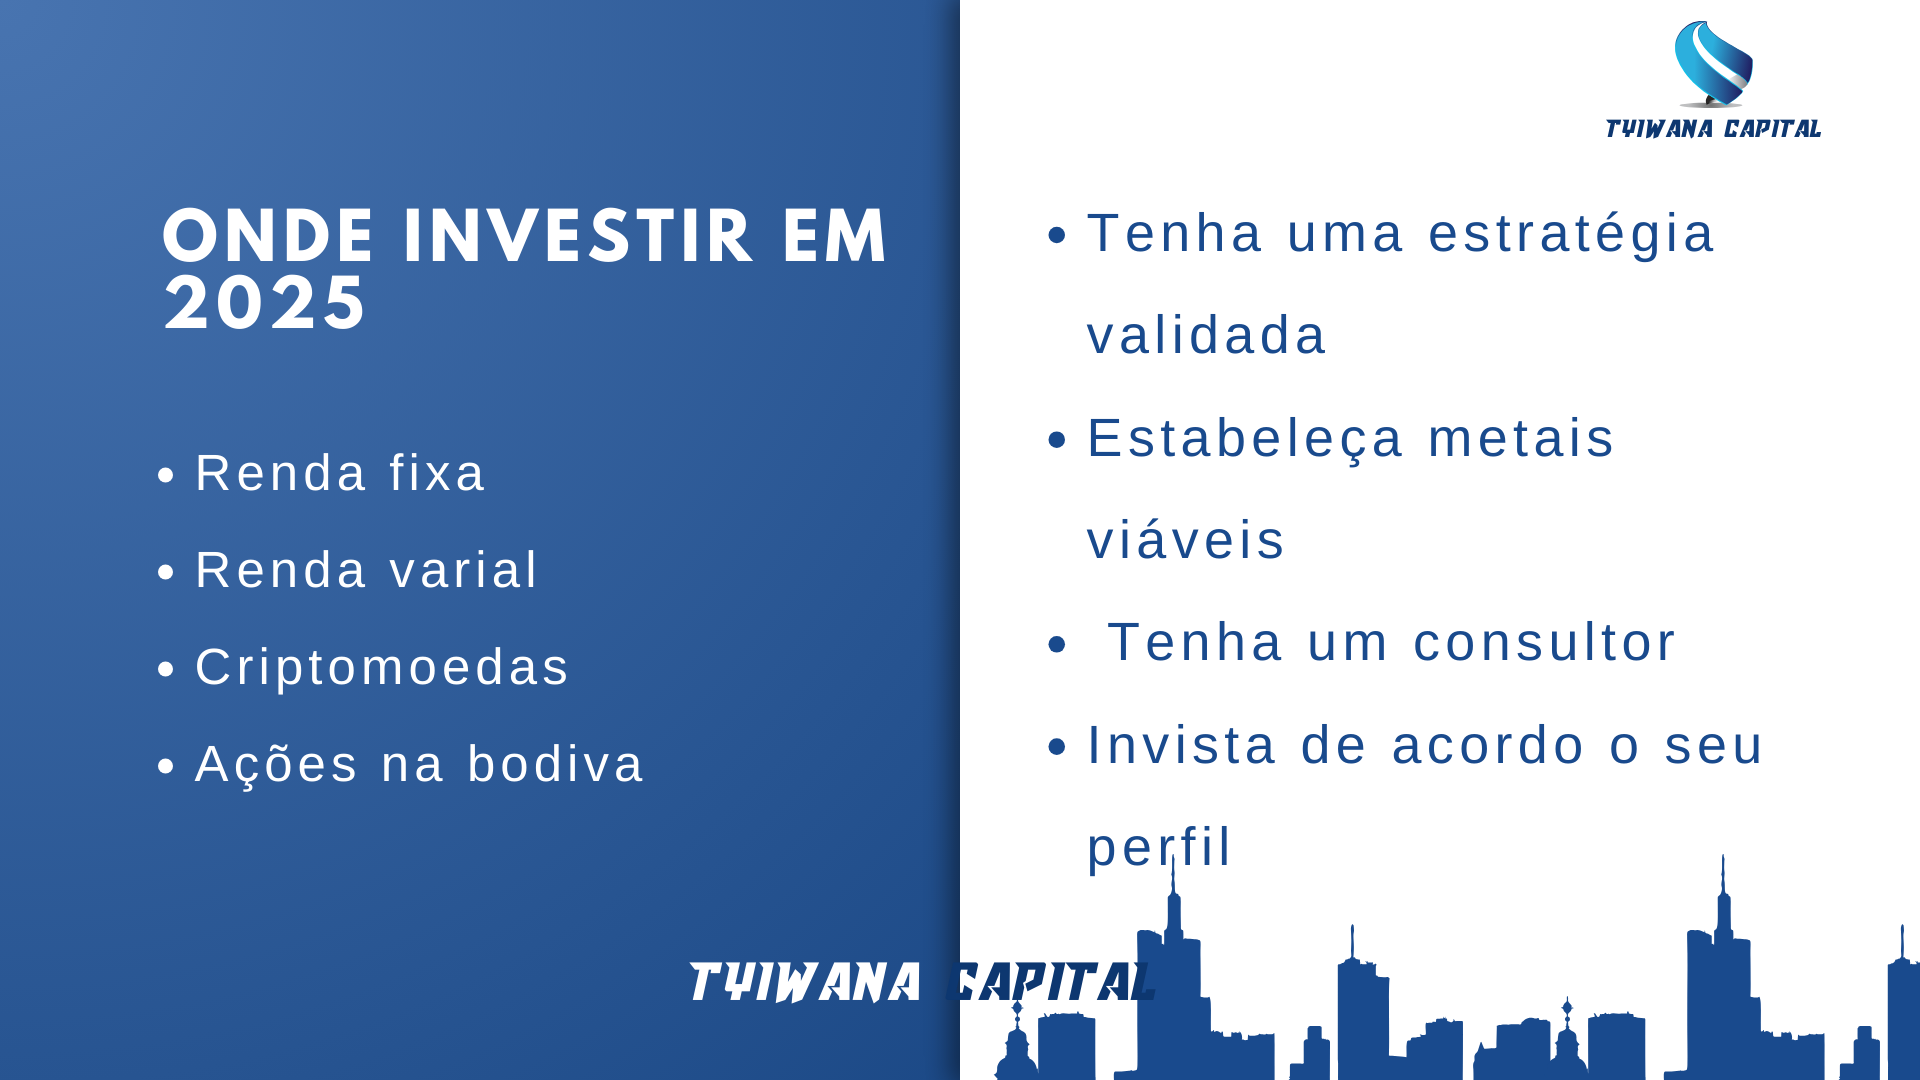 ONDE INVESTIR EM
2025
• Renda fixa
• Renda varial
• Criptomoedas
• Ações na bodiva
TYIWANA CAPITAL
• Tenha uma estratégia
validada
• Estabeleça metais
viáveis
• Tenha um consultor
• Invista de acordo o seu
perfil
TYIWANA CAPITAL